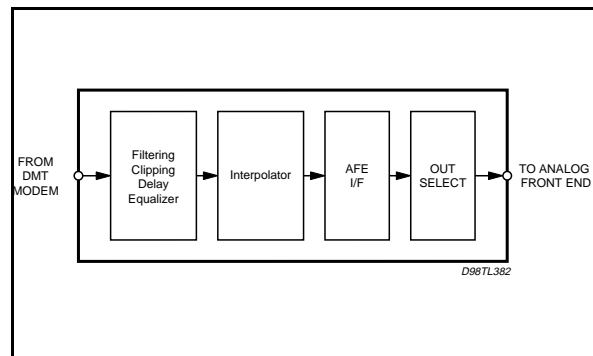 FROM
DMT
MODEM
Filtering
Clipping
Delay
Equalizer
Interpolator
AFE
I/F
OUT
SELECT
TO ANALOG
FRONT END
D98TL382